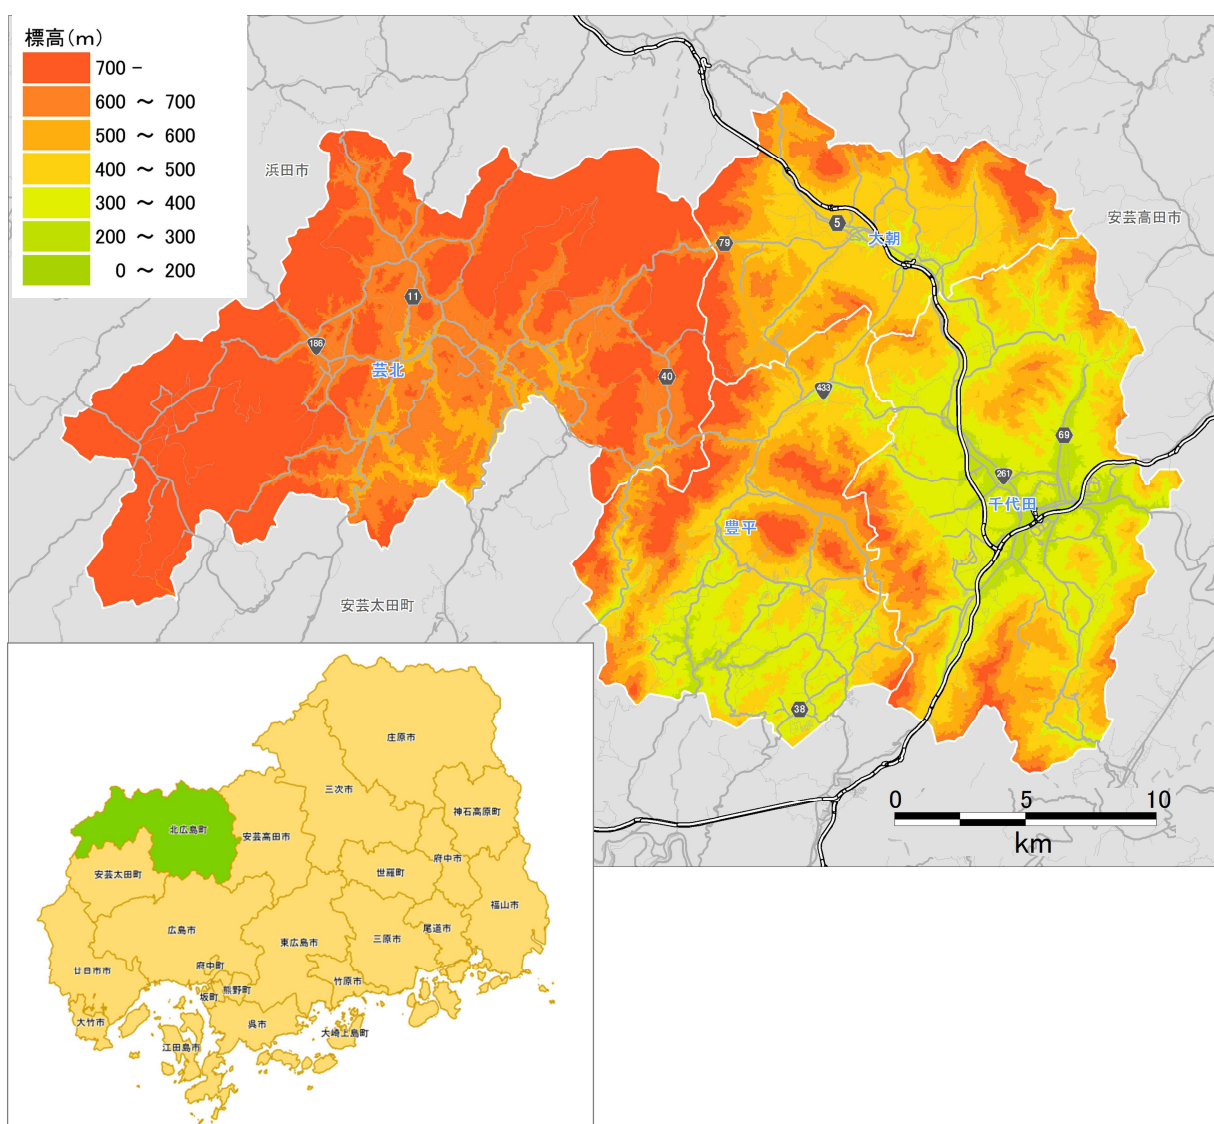 標高(m)
700 -
600 ～ 700
500 ～ 600
400 ～ 500
300 ～ 400
200 ～ 300
0 ～ 200
浜田市
安芸高田市
5
大朝
79
11
186
芸北
40
433
69
261
千代田
豊平
安芸太田町
38
0 5 10
km
庄原市
三次市
神石高原町
北広島町
安芸高田市
府中市
安芸太田町
世羅町
福山市
広島市
尾道市
三原市
東広島市
府中町
廿日市市
竹原市
熊野町
坂町
大竹市
呉市
大崎上島町
江田島市